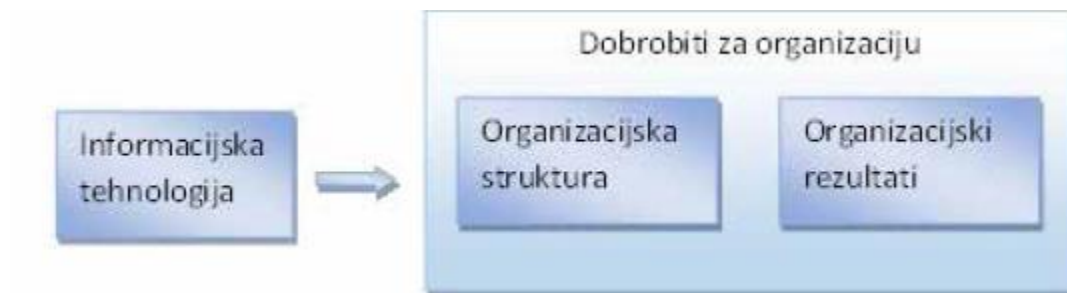 Dobrobiti za organizaciju
Informacijska
tehnologija
Organizacijska
struktura
Organizacijski
rezultati